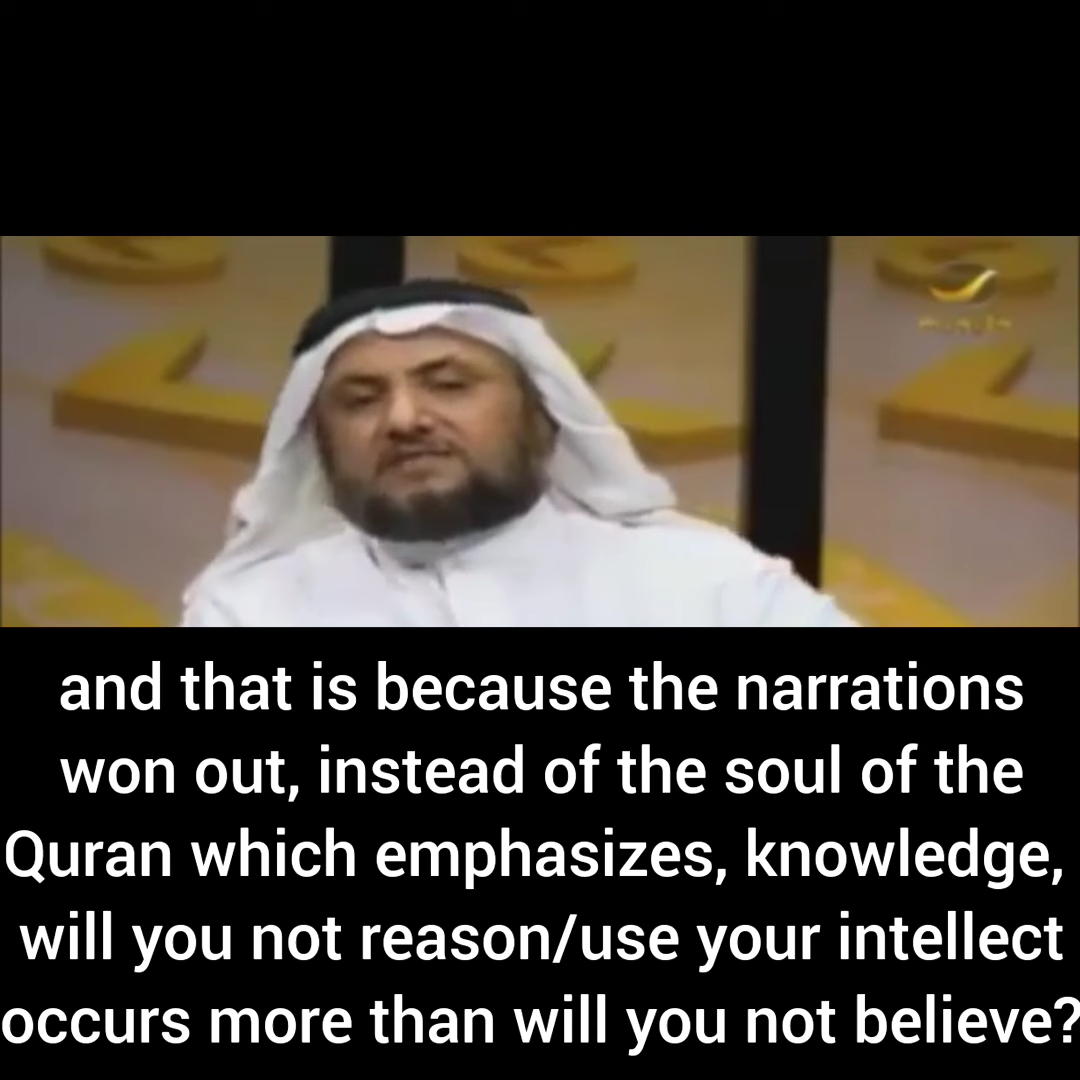 and that is because the narrations
won out, instead of the soul of the
Quran which emphasizes, knowledge,
will you not reason/use your intellect
occurs more than will you not believe?